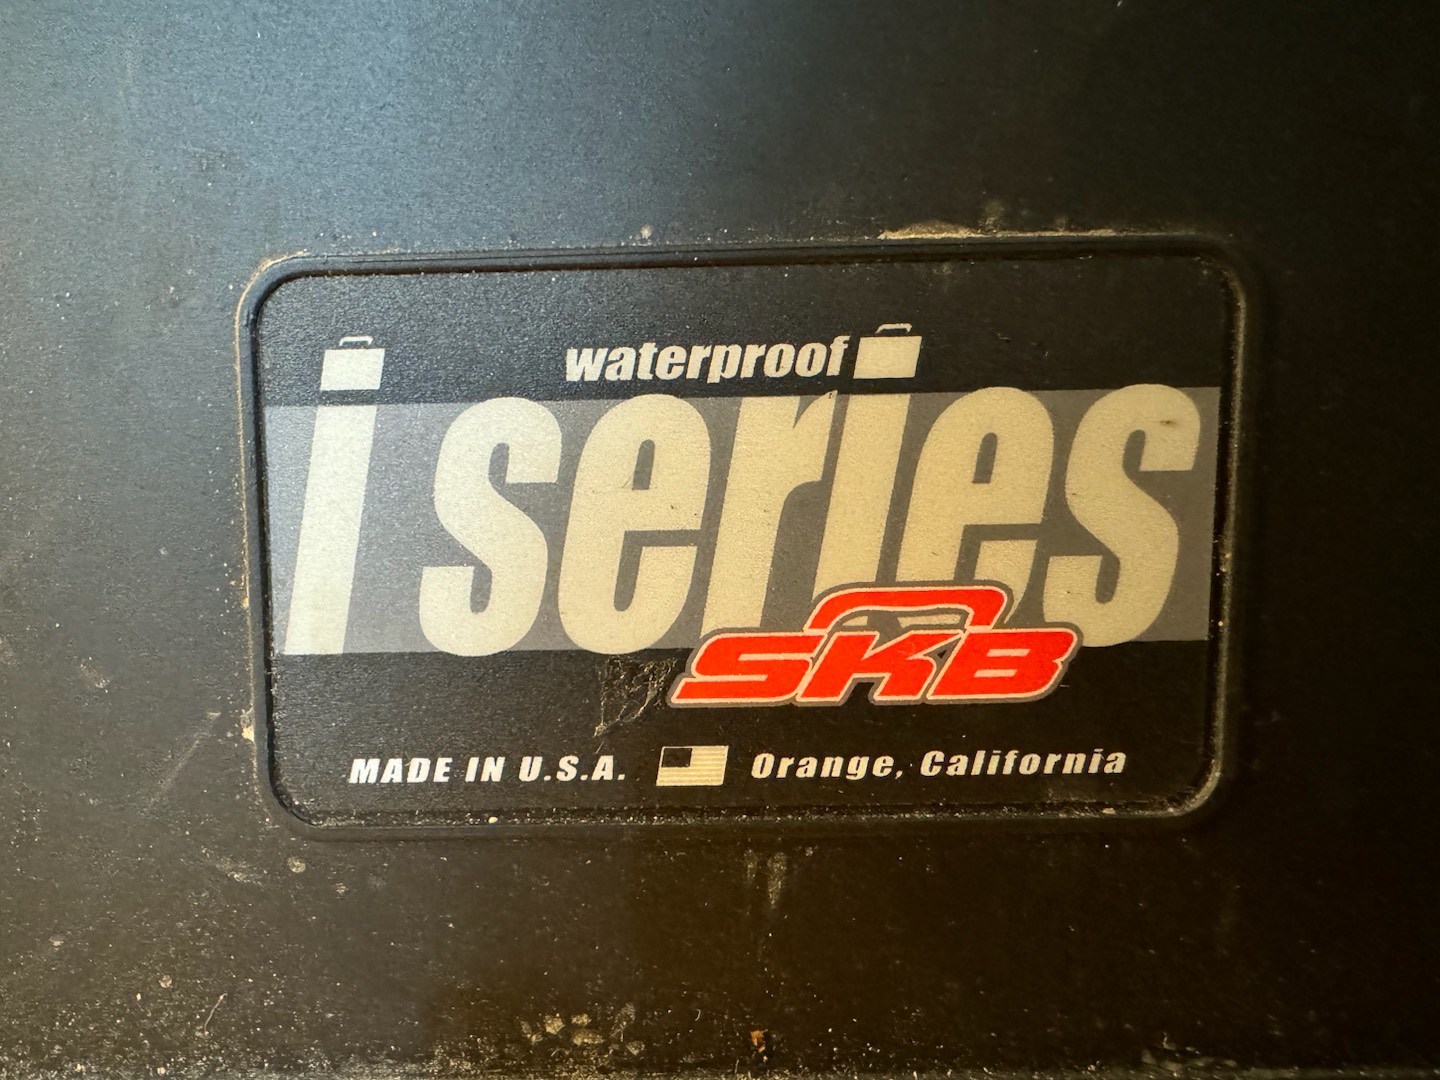 waterproof
i series
SKB
MADE IN U.S.A. Orange, California